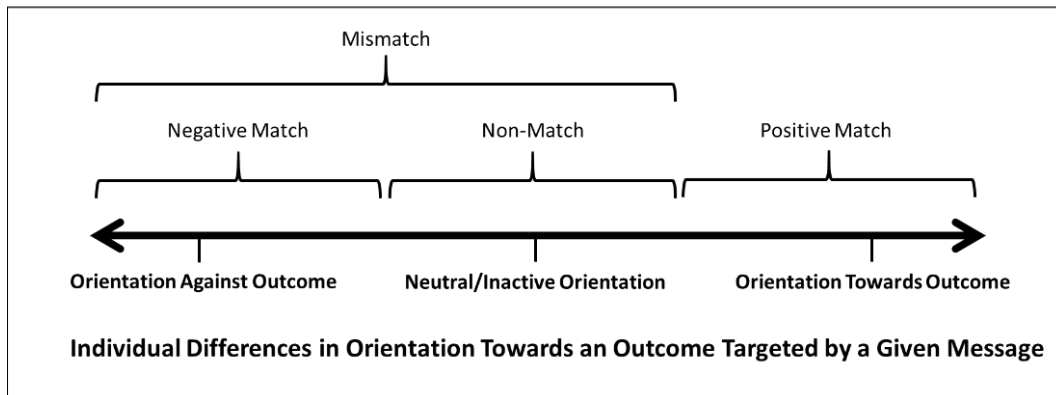 Mismatch
Negative Match Non-Match Positive Match
Orientation Against Outcome Neutral/Inactive Orientation Orientation Towards Outcome
Individual Differences in Orientation Towards an Outcome Targeted by a Given Message